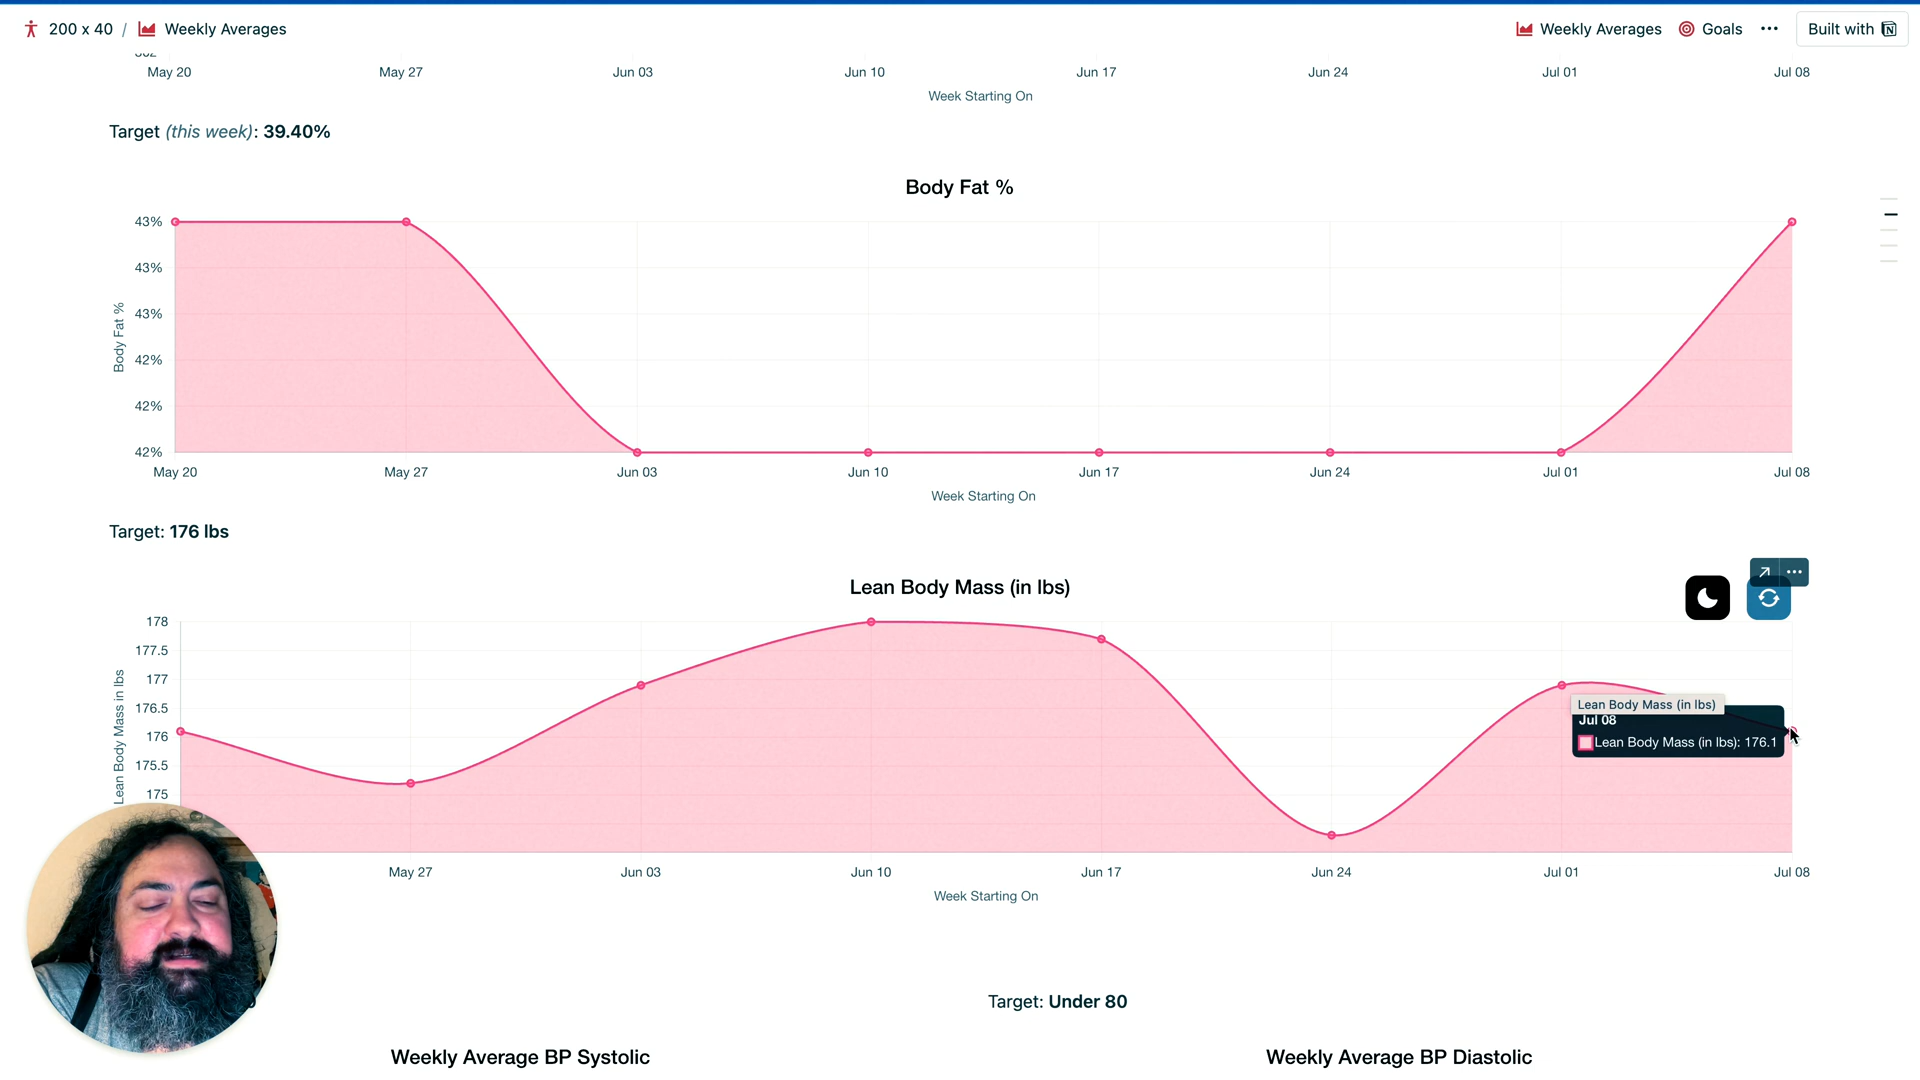 200 x 40 / Weekly Averages
Weekly Averages Goals ··· Built with
May 20 May 27 Jun 03 Jun 10 Jun 17 Jun 24 Jul 01 Jul 08
Week Starting On
Target (this week): 39.40%
Body Fat %
43%
43%
43%
42%
42%
42%
Body Fat %
May 20 May 27 Jun 03 Jun 10 Jun 17 Jun 24 Jul 01 Jul 08
Week Starting On
Target: 176 lbs
Lean Body Mass (in lbs)
178
177.5
177
176.5
176
175.5
175
Lean Body Mass in lbs
Lean Body Mass (in lbs)
Jul 08
Lean Body Mass (in lbs): 176.1
May 27 Jun 03 Jun 10 Jun 17 Jun 24 Jul 01 Jul 08
Week Starting On
Target: Under 80
Weekly Average BP Systolic
Weekly Average BP Diastolic